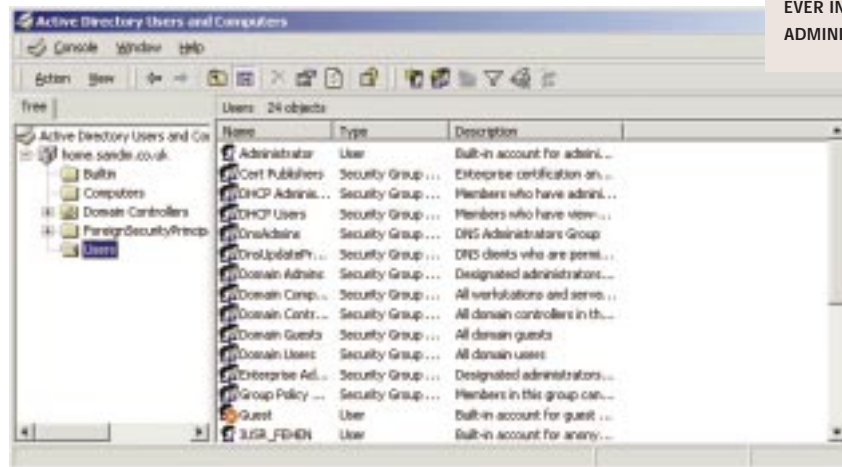 EVER IN
ADMINI
Active Directory Users and Computers
Console Window Help
Action View
Tree
Users 24 objects
Active Directory Users and Co
home.sandm.co.uk
Builtin
Computers
Domain Controllers
ForeignSecurityPrincip
Users
Name Type Description
Administrator User Built-in account for admini...
Cert Publishers Security Group ... Enterprise certification an...
DHCP Adminis... Security Group ... Members who have admini...
DHCP Users Security Group ... Members who have view-...
DnsAdmins Security Group ... DNS Administrators Group
DnsUpdatePr... Security Group ... DNS clients who are permi...
Domain Admins Security Group ... Designated administrators...
Domain Comp... Security Group ... All workstations and serve...
Domain Contr... Security Group ... All domain controllers in th...
Domain Guests Security Group ... All domain guests
Domain Users Security Group ... All domain users
Enterprise Ad... Security Group ... Designated administrators...
Group Policy ... Security Group ... Members in this group can...
Guest User Built-in account for guest ...
IUSR_FEHEN User Built-in account for anony...